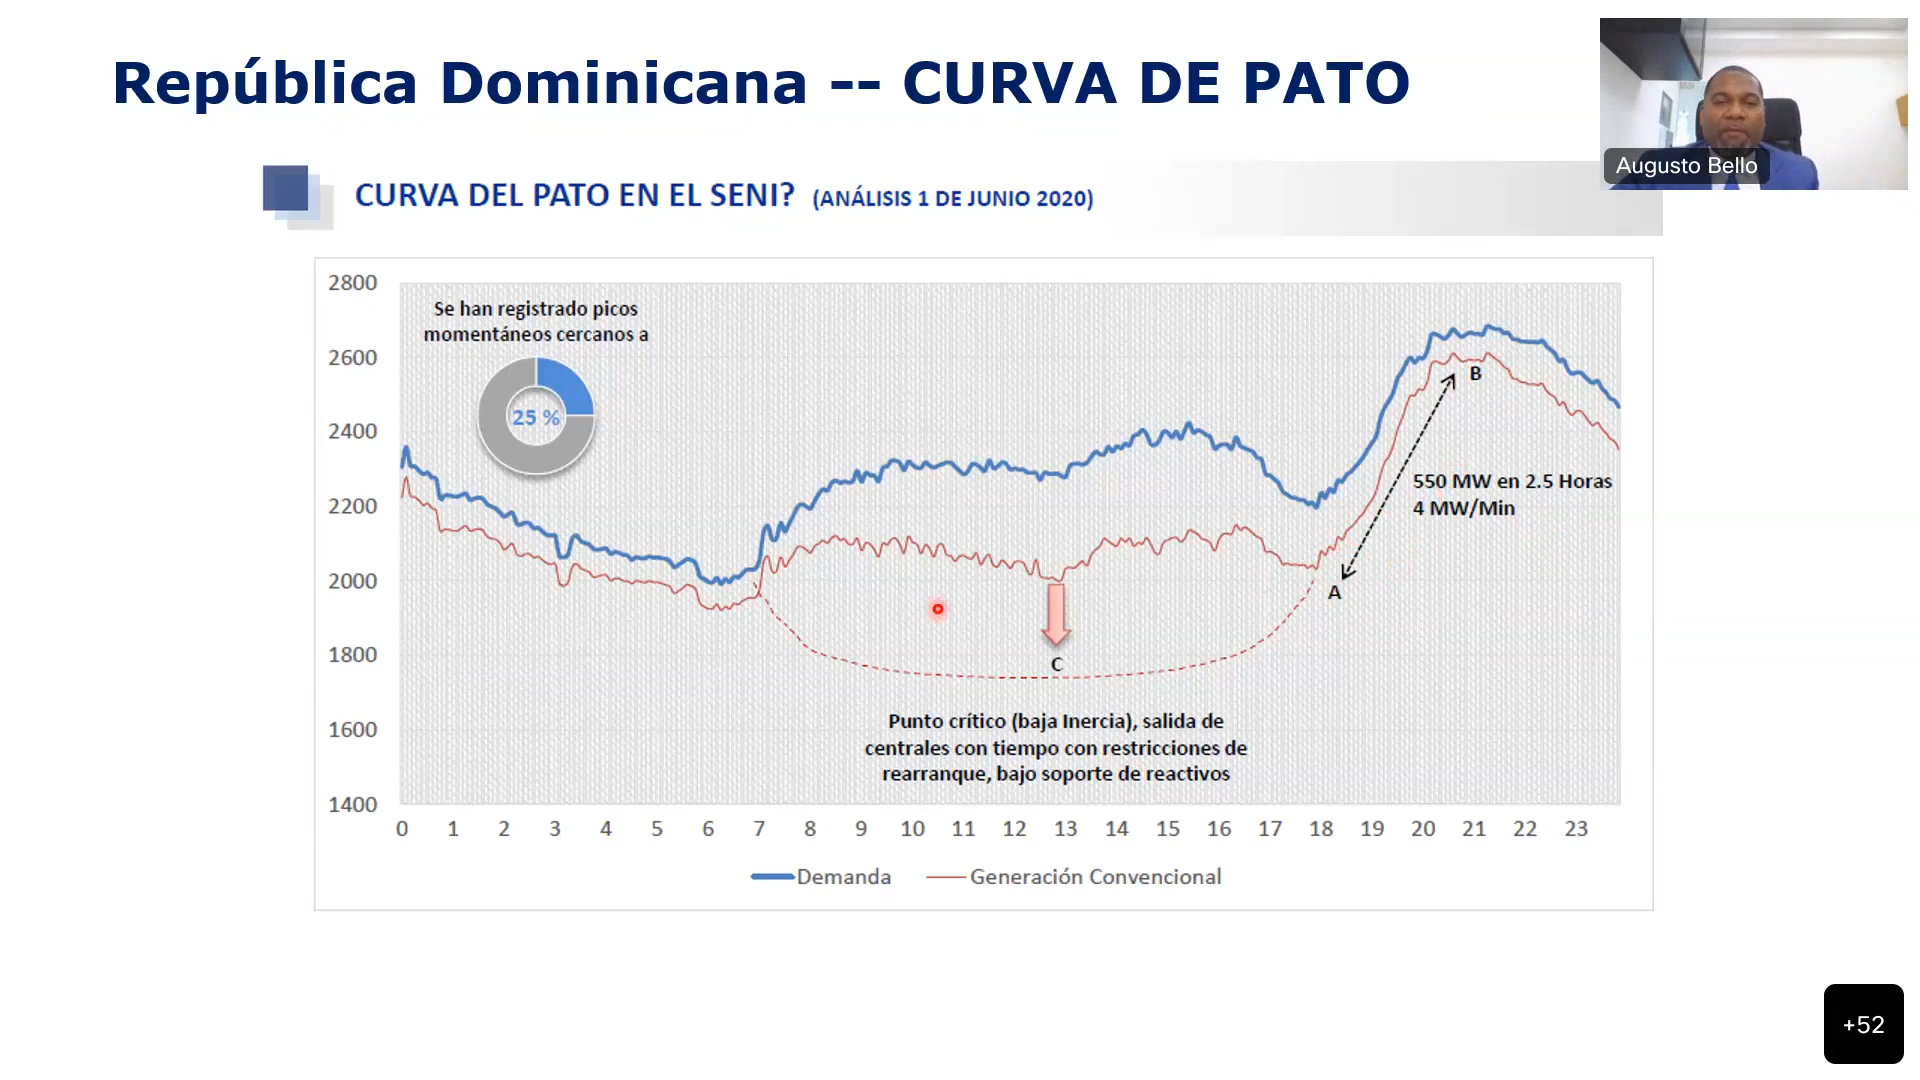 República Dominicana -- CURVA DE PATO
Augusto Bello
CURVA DEL PATO EN EL SENI? (ANÁLISIS 1 DE JUNIO 2020)
2800
2600
2400
2200
2000
1800
1600
1400
Se han registrado picos
momentáneos cercanos a
25 %
B
550 MW en 2.5 Horas
4 MW/Min
A
C
Punto crítico (baja Inercia), salida de
centrales con tiempo con restricciones de
rearranque, bajo soporte de reactivos
0 1 2 3 4 5 6 7 8 9 10 11 12 13 14 15 16 17 18 19 20 21 22 23
Demanda Generación Convencional
+52